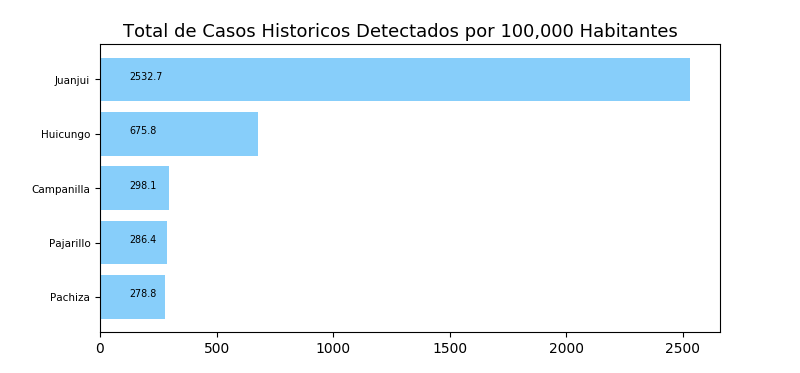 Total de Casos Historicos Detectados por 100,000 Habitantes
Juanjui 2532.7
Huicungo 675.8
Campanilla 298.1
Pajarillo 286.4
Pachiza 278.8
0 500 1000 1500 2000 2500